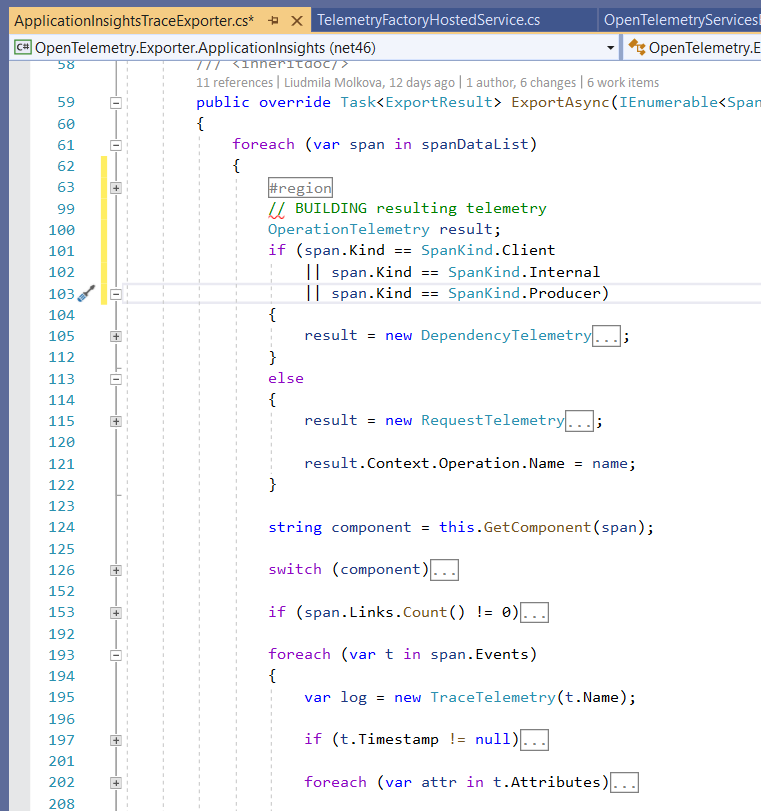 ApplicationInsightsTraceExporter.cs*
TelemetryFactoryHostedService.cs
OpenTelemetryServices
C# OpenTelemetry.Exporter.ApplicationInsights (net46)
OpenTelemetry.E
58 /// <inheritdoc/>
11 references | Liudmila Molkova, 12 days ago | 1 author, 6 changes | 6 work items
59 public override Task<ExportResult> ExportAsync(IEnumerable<Span
60 {
61 foreach (var span in spanDataList)
62 {
63 #region
99 // BUILDING resulting telemetry
100 OperationTelemetry result;
101 if (span.Kind == SpanKind.Client
102 || span.Kind == SpanKind.Internal
103 || span.Kind == SpanKind.Producer)
104 {
105 result = new DependencyTelemetry...;
112 }
113 else
114 {
115 result = new RequestTelemetry...;
120
121 result.Context.Operation.Name = name;
122 }
123
124 string component = this.GetComponent(span);
125
126 switch (component)...
152
153 if (span.Links.Count() != 0)...
192
193 foreach (var t in span.Events)
194 {
195 var log = new TraceTelemetry(t.Name);
196
197 if (t.Timestamp != null)...
201
202 foreach (var attr in t.Attributes)...
208